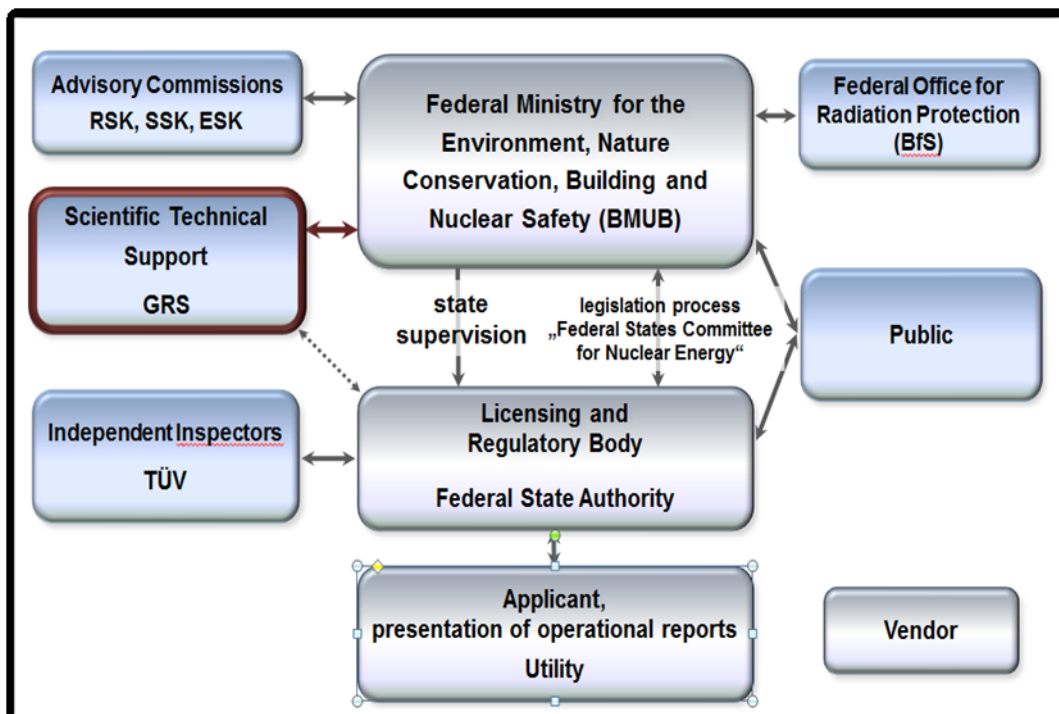 Advisory Commissions
RSK, SSK, ESK
Federal Ministry for the
Environment, Nature
Conservation, Building and
Nuclear Safety (BMUB)
Federal Office for
Radiation Protection
(BfS)
Scientific Technical
Support
GRS
state
supervision
legislation process
„Federal States Committee
for Nuclear Energy“
Public
Independent Inspectors
TÜV
Licensing and
Regulatory Body
Federal State Authority
Applicant,
presentation of operational reports
Utility
Vendor